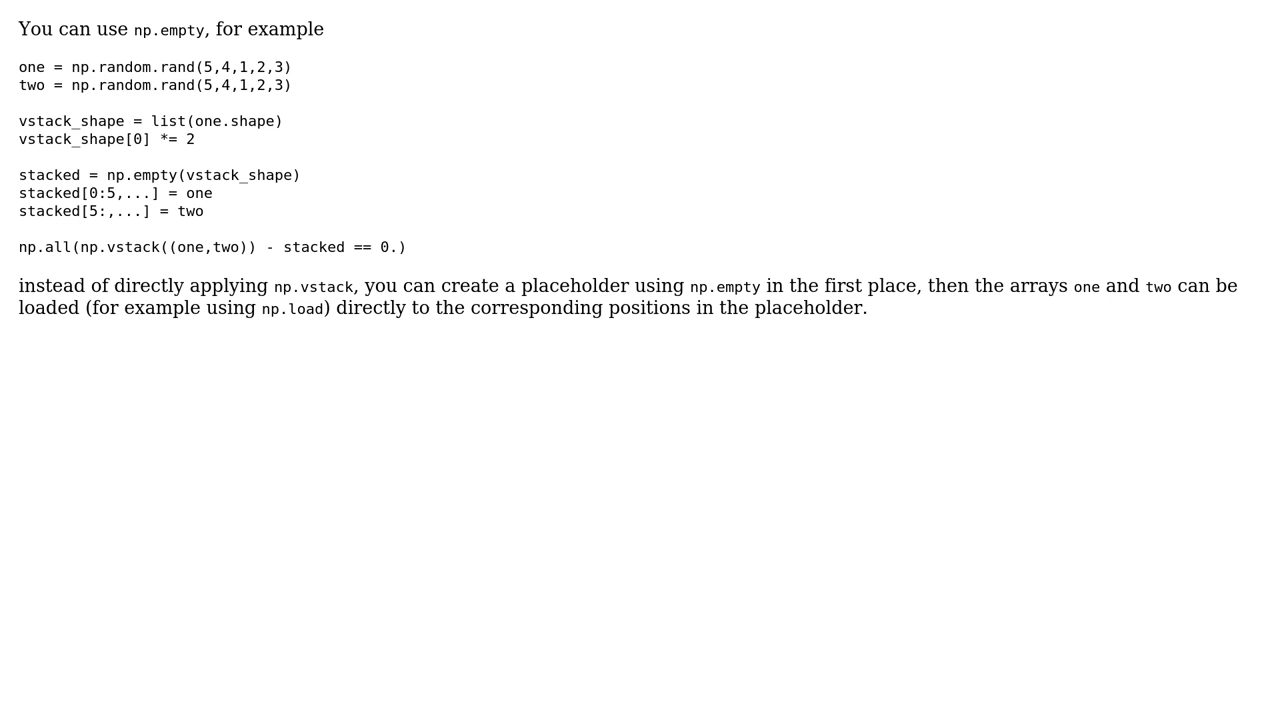 You can use np.empty, for example
one = np.random.rand(5,4,1,2,3)
two = np.random.rand(5,4,1,2,3)
vstack_shape = list(one.shape)
vstack_shape[0] *= 2
stacked = np.empty(vstack_shape)
stacked[0:5,...] = one
stacked[5:,...] = two
np.all(np.vstack((one,two)) - stacked == 0.)
instead of directly applying np.vstack, you can create a placeholder using np.empty in the first place, then the arrays one and two can be
loaded (for example using np.load) directly to the corresponding positions in the placeholder.